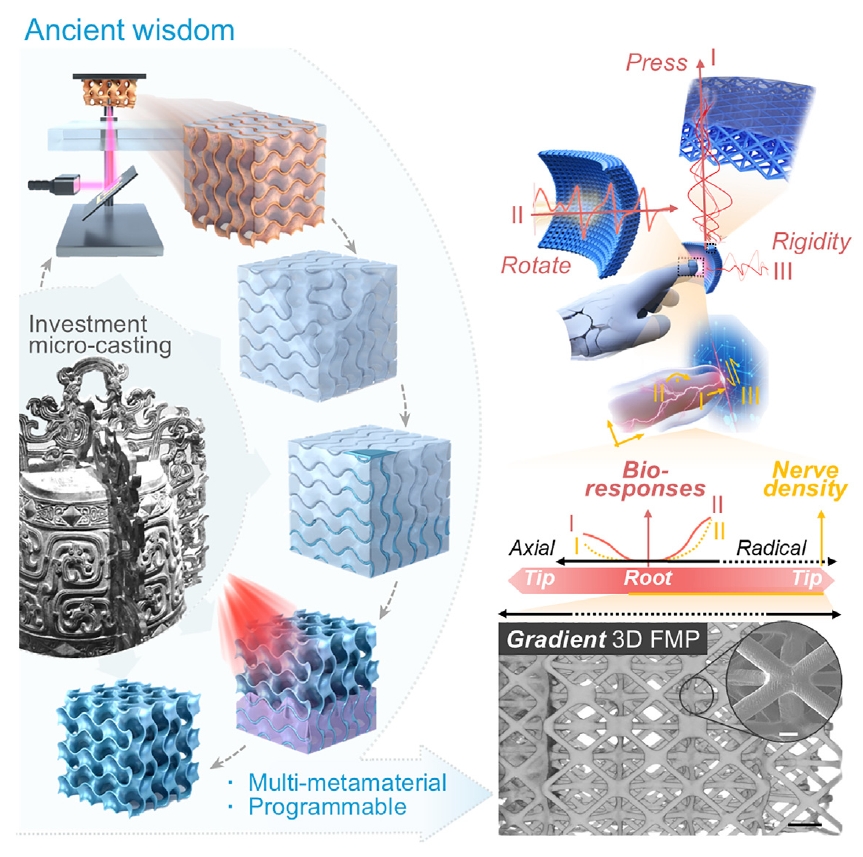 Ancient wisdom
Investment
micro-casting
· Multi-metamaterial
· Programmable
Press
I
II
Rotate
Rigidity
III
II
I
III
Bio-
responses
Nerve
density
I
I
II
II
Axial
Radical
Tip
Root
Tip
Gradient 3D FMP